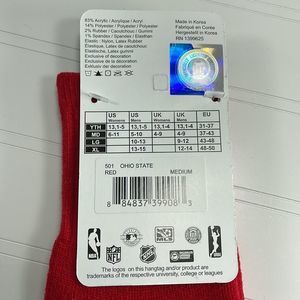 83% Acrylic / Acrylique / Acryl
14% Polyester / Polyester / Polyester
2% Rubber / Caoutchouc / Gummi
1% Spandex / Spandex / Elasthan
Elastic : Nylon, Latex Rubber
Elastique, Latex de caoutchouc
Elastische, Latex gummi
Exclusive of decoration
Exclusif de décoration
Exklusiv der decoration
Made in Korea
Fabriqué en Corée
Hergestellt in Korea
RN 1399625
US Womens US Mens UK Womens UK Mens EU
YTH 13,1-5 13,1-5 13,1-4 13,1-4 31-37
MD 6-11 5-10 4-9 4-9 38-43
LG 10-13 9-12 43-48
XL 13-15 12-14 48-50
501 OHIO STATE
RED MEDIUM
8 84837 39908 3
NFL
MLS
NHL
The logos on this hangtag and/or product are
trademarks of the respective university, college or leagues